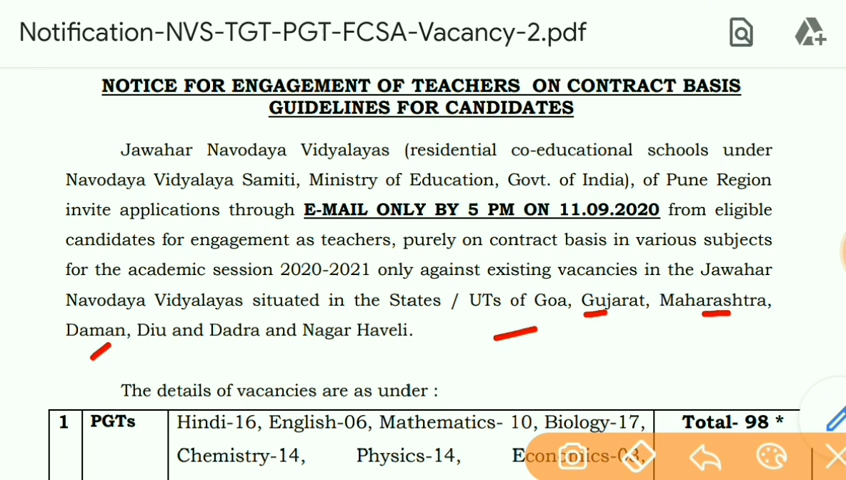 Notification-NVS-TGT-PGT-FCSA-Vacancy-2.pdf
NOTICE FOR ENGAGEMENT OF TEACHERS ON CONTRACT BASIS
GUIDELINES FOR CANDIDATES
Jawahar Navodaya Vidyalayas (residential co-educational schools under
Navodaya Vidyalaya Samiti, Ministry of Education, Govt. of India), of Pune Region
invite applications through E-MAIL ONLY BY 5 PM ON 11.09.2020 from eligible
candidates for engagement as teachers, purely on contract basis in various subjects
for the academic session 2020-2021 only against existing vacancies in the Jawahar
Navodaya Vidyalayas situated in the States / UTs of Goa, Gujarat, Maharashtra,
Daman, Diu and Dadra and Nagar Haveli.
The details of vacancies are as under :
1 PGTs Hindi-16, English-06, Mathematics- 10, Biology-17, Total- 98 *
Chemistry-14, Physics-14,